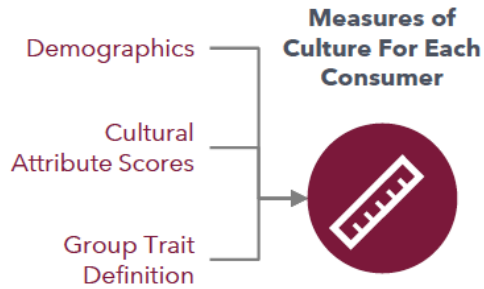 Measures of
Culture For Each
Consumer
Demographics
Cultural
Attribute Scores
Group Trait
Definition